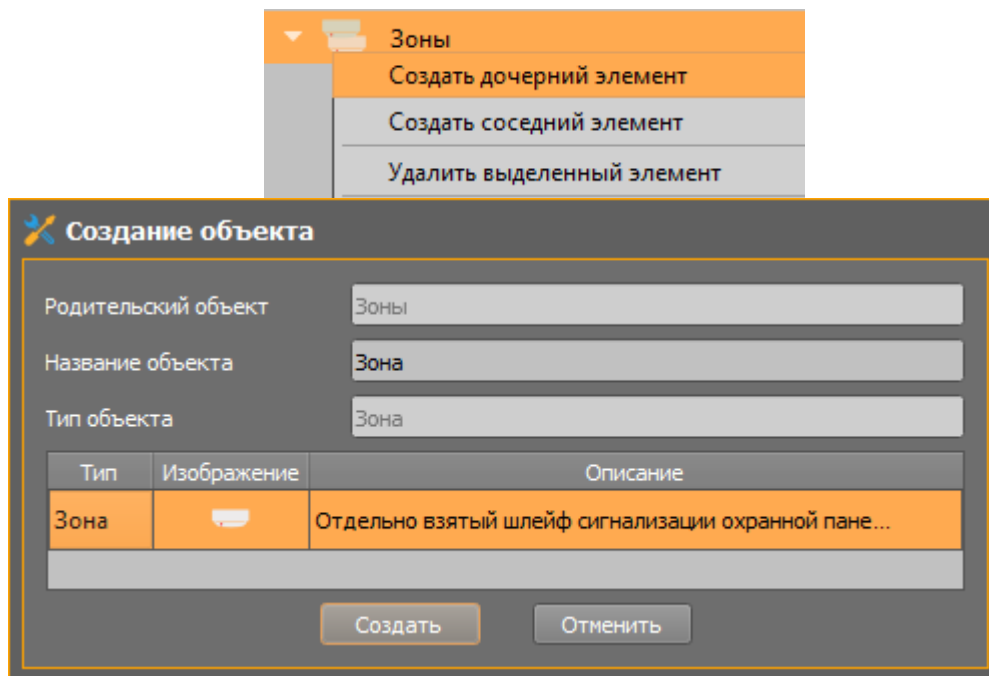 Зоны
Создать дочерний элемент
Создать соседний элемент
Удалить выделенный элемент
Создание объекта
Родительский объект Зоны
Название объекта Зона
Тип объекта Зона
Тип Изображение Описание
Зона Отдельно взятый шлейф сигнализации охранной пане...
Создать Отменить